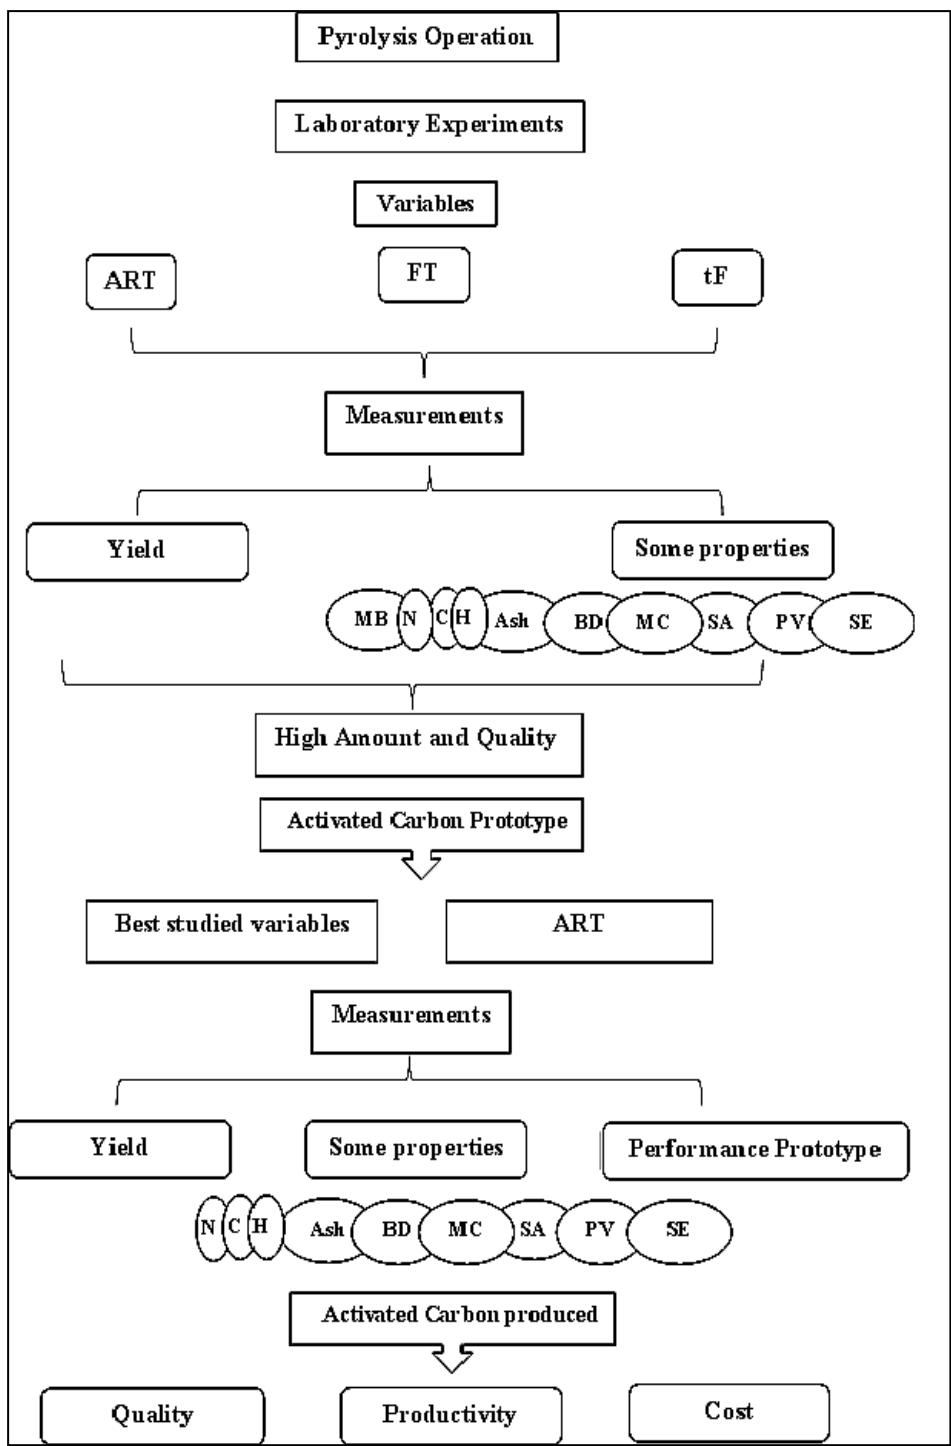 Pyrolysis Operation
Laboratory Experiments
Variables
ART FT tF
Measurements
Yield Some properties
MB N C H Ash BD MC SA PV SE
High Amount and Quality
Activated Carbon Prototype
Best studied variables ART
Measurements
Yield Some properties Performance Prototype
N C H Ash BD MC SA PV SE
Activated Carbon produced
Quality Productivity Cost